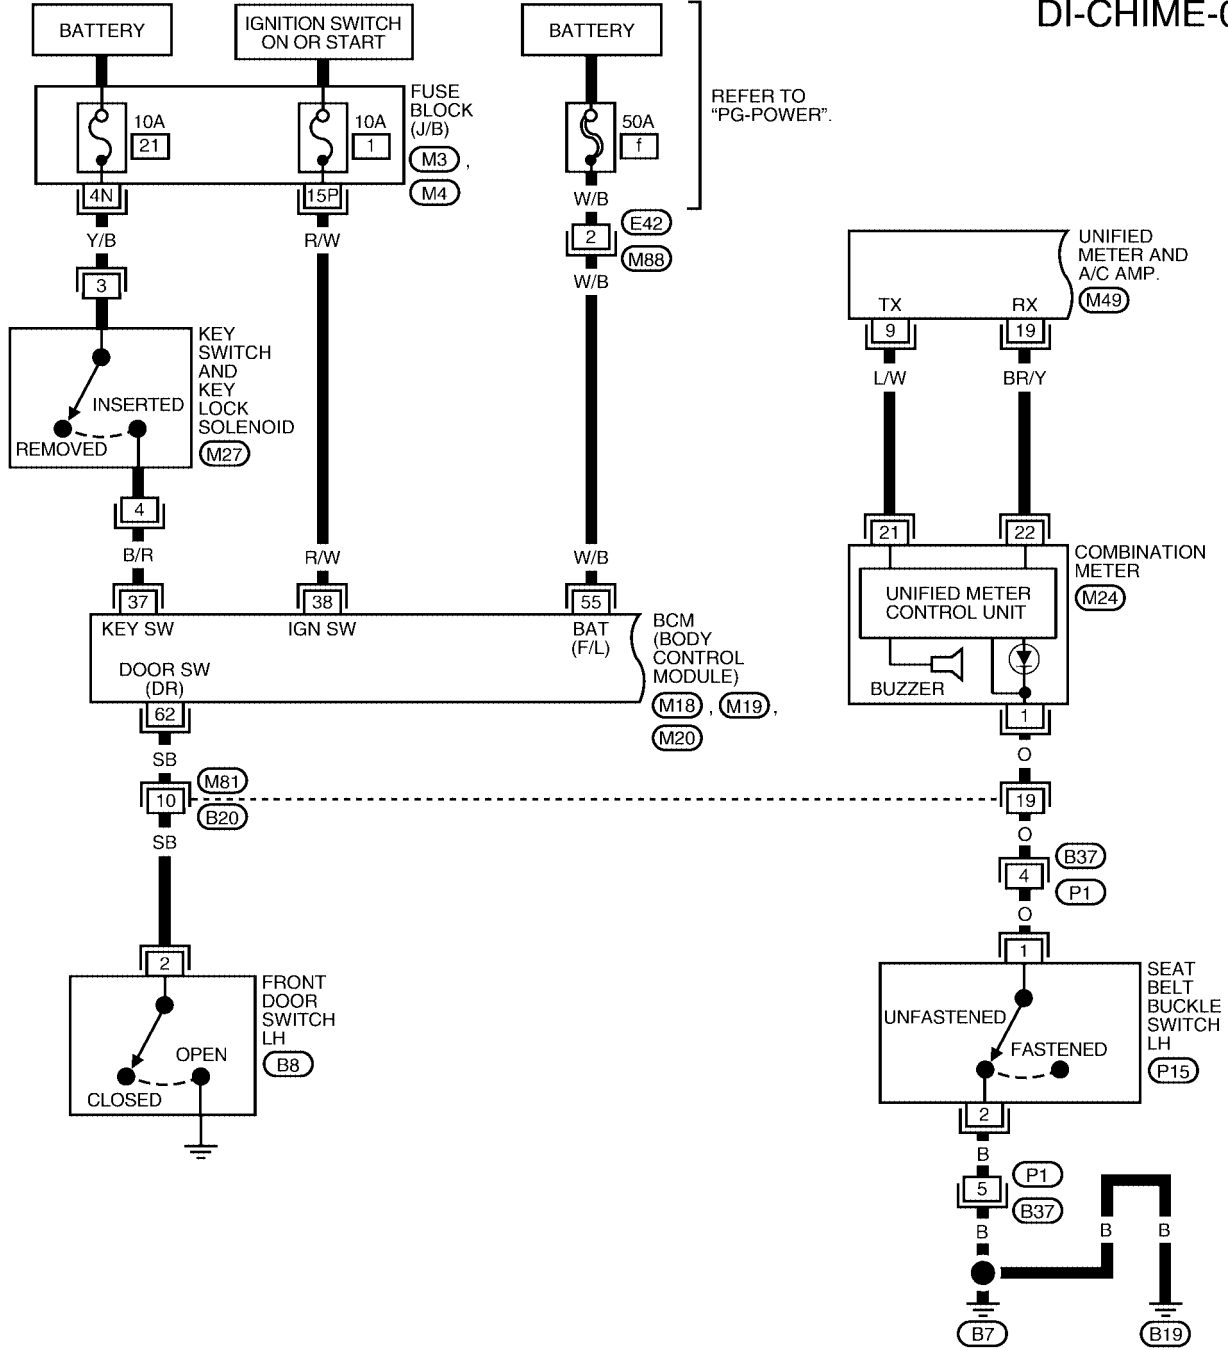 DI-CHIME-0
BATTERY
IGNITION SWITCH
ON OR START
BATTERY
REFER TO
“PG-POWER”.
10A
21
10A
1
FUSE
BLOCK
(J/B)
M3 ,
M4
50A
f
4N
15P
W/B
Y/B
R/W
2
E42
M88
W/B
3
KEY
SWITCH
AND
KEY
LOCK
SOLENOID
M27
INSERTED
REMOVED
4
B/R
R/W
W/B
37
38
55
KEY SW
IGN SW
BAT
(F/L)
DOOR SW
(DR)
BCM
(BODY
CONTROL
MODULE)
M18 , M19 ,
M20
62
SB
10
M81
B20
SB
2
FRONT
DOOR
SWITCH
LH
B8
OPEN
CLOSED
UNIFIED
METER AND
A/C AMP.
M49
TX
RX
9
19
L/W
BR/Y
21
22
COMBINATION
METER
M24
UNIFIED METER
CONTROL UNIT
BUZZER
1
O
19
O
4
B37
P1
O
1
SEAT
BELT
BUCKLE
SWITCH
LH
P15
UNFASTENED
FASTENED
2
B
5
P1
B37
B
B
B
B7
B19